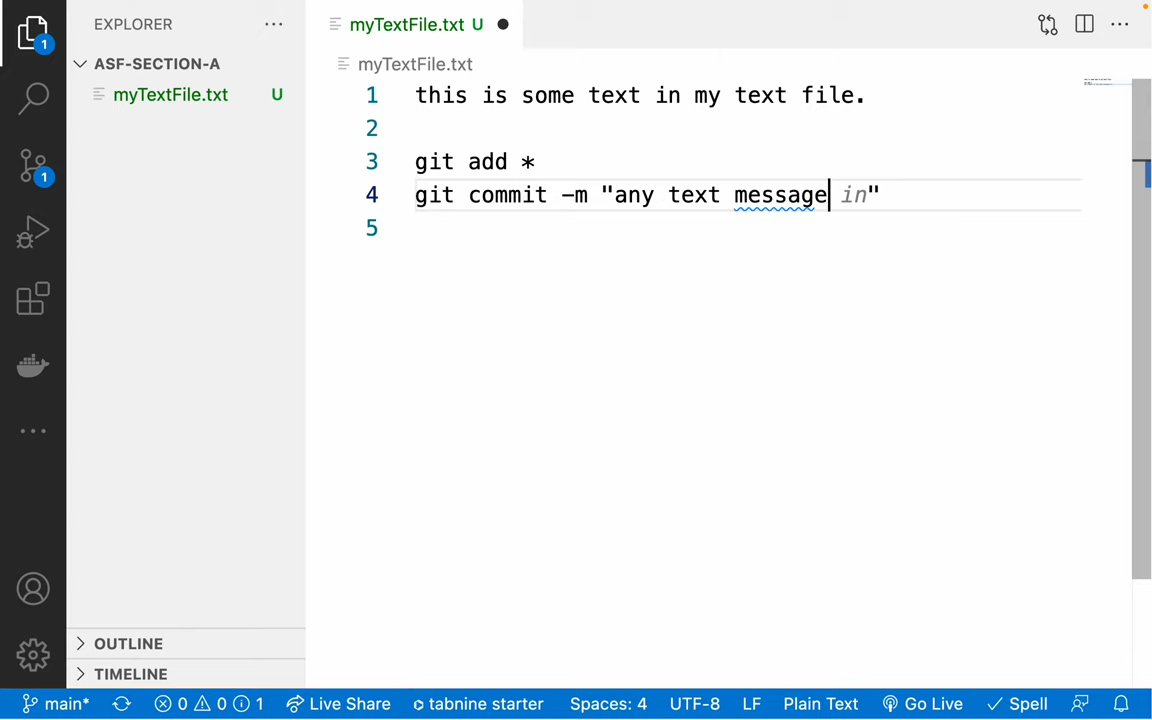 EXPLORER
ASF-SECTION-A
myTextFile.txt U
OUTLINE
TIMELINE
1
1
myTextFile.txt U
myTextFile.txt
1 this is some text in my text file.
2
3 git add *
4 git commit -m "any text message in"
5
main* 0 0 1 Live Share tabnine starter Spaces: 4 UTF-8 LF Plain Text Go Live Spell